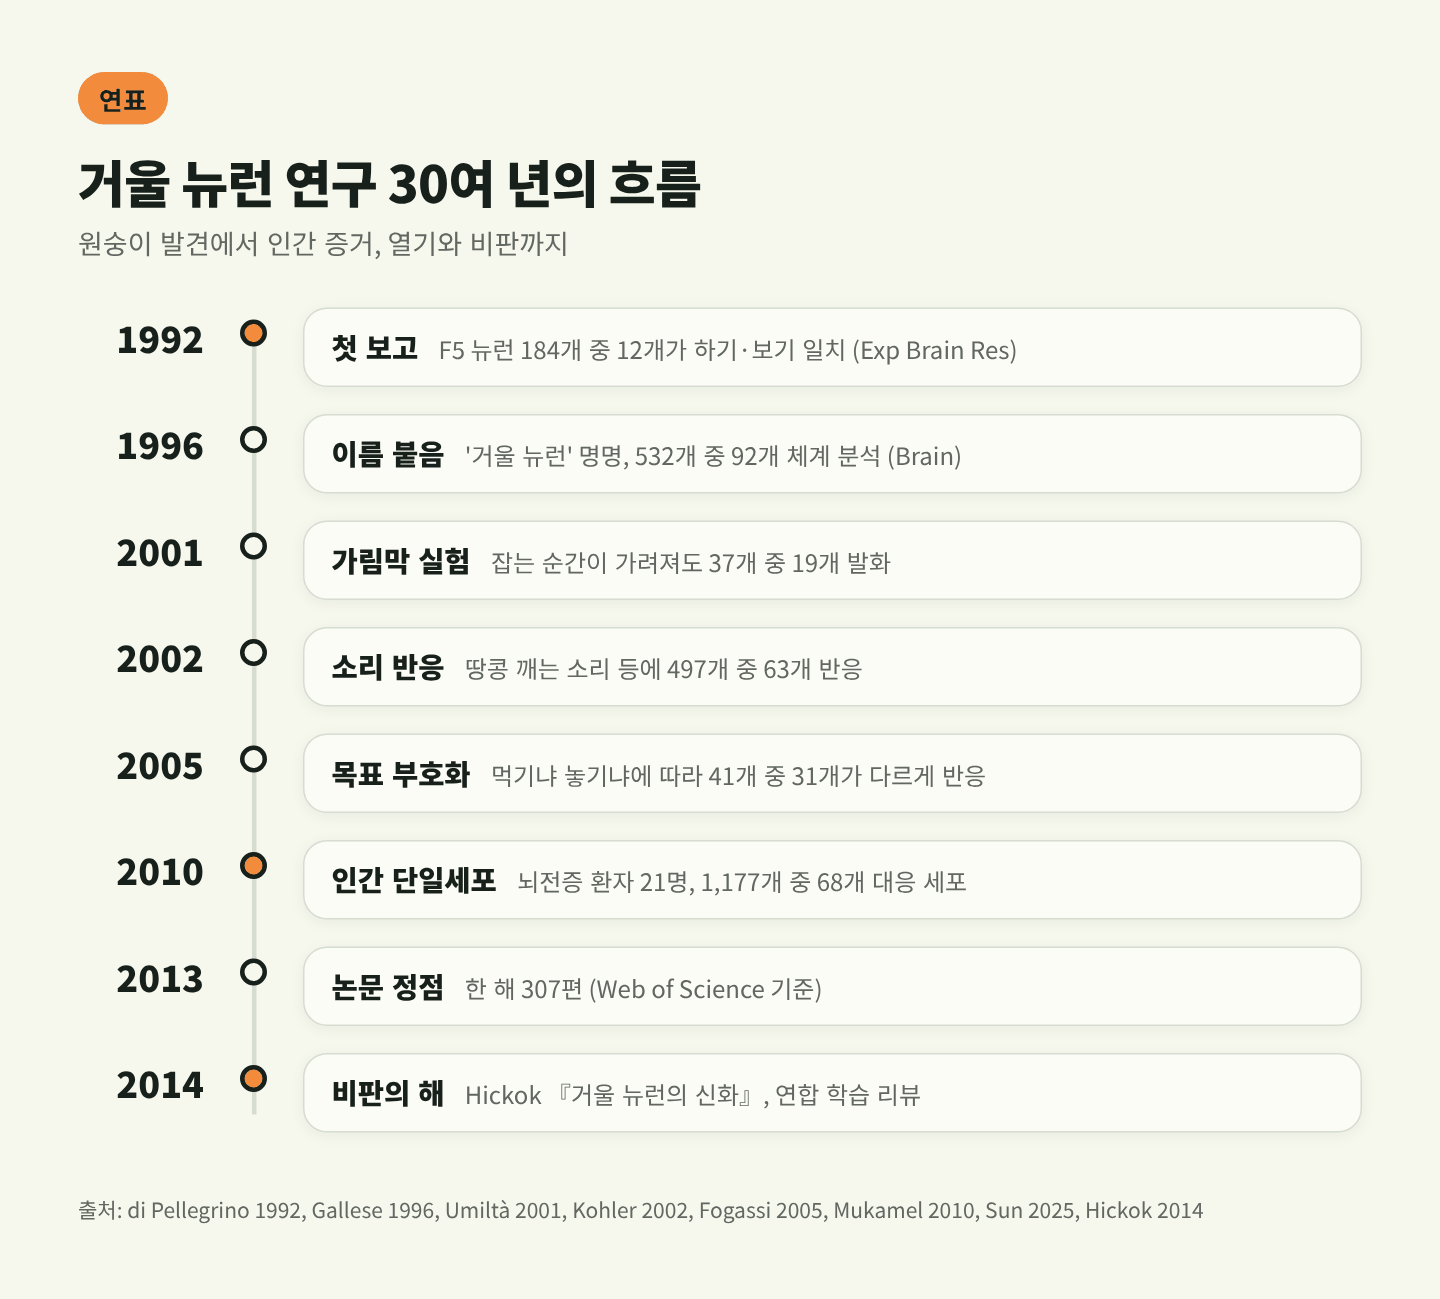 연표
거울 뉴런 연구 30여 년의 흐름
원숭이 발견에서 인간 증거, 열기와 비판까지
1992 첫 보고 F5 뉴런 184개 중 12개가 하기·보기 일치 (Exp Brain Res)
1996 이름 붙음 '거울 뉴런' 명명, 532개 중 92개 체계 분석 (Brain)
2001 가림막 실험 잡는 순간이 가려져도 37개 중 19개 발화
2002 소리 반응 땅콩 깨는 소리 등에 497개 중 63개 반응
2005 목표 부호화 먹기냐 놓기냐에 따라 41개 중 31개가 다르게 반응
2010 인간 단일세포 뇌전증 환자 21명, 1,177개 중 68개 대응 세포
2013 논문 정점 한 해 307편 (Web of Science 기준)
2014 비판의 해 Hickok 『거울 뉴런의 신화』, 연합 학습 리뷰
출처: di Pellegrino 1992, Gallese 1996, Umiltà 2001, Kohler 2002, Fogassi 2005, Mukamel 2010, Sun 2025, Hickok 2014